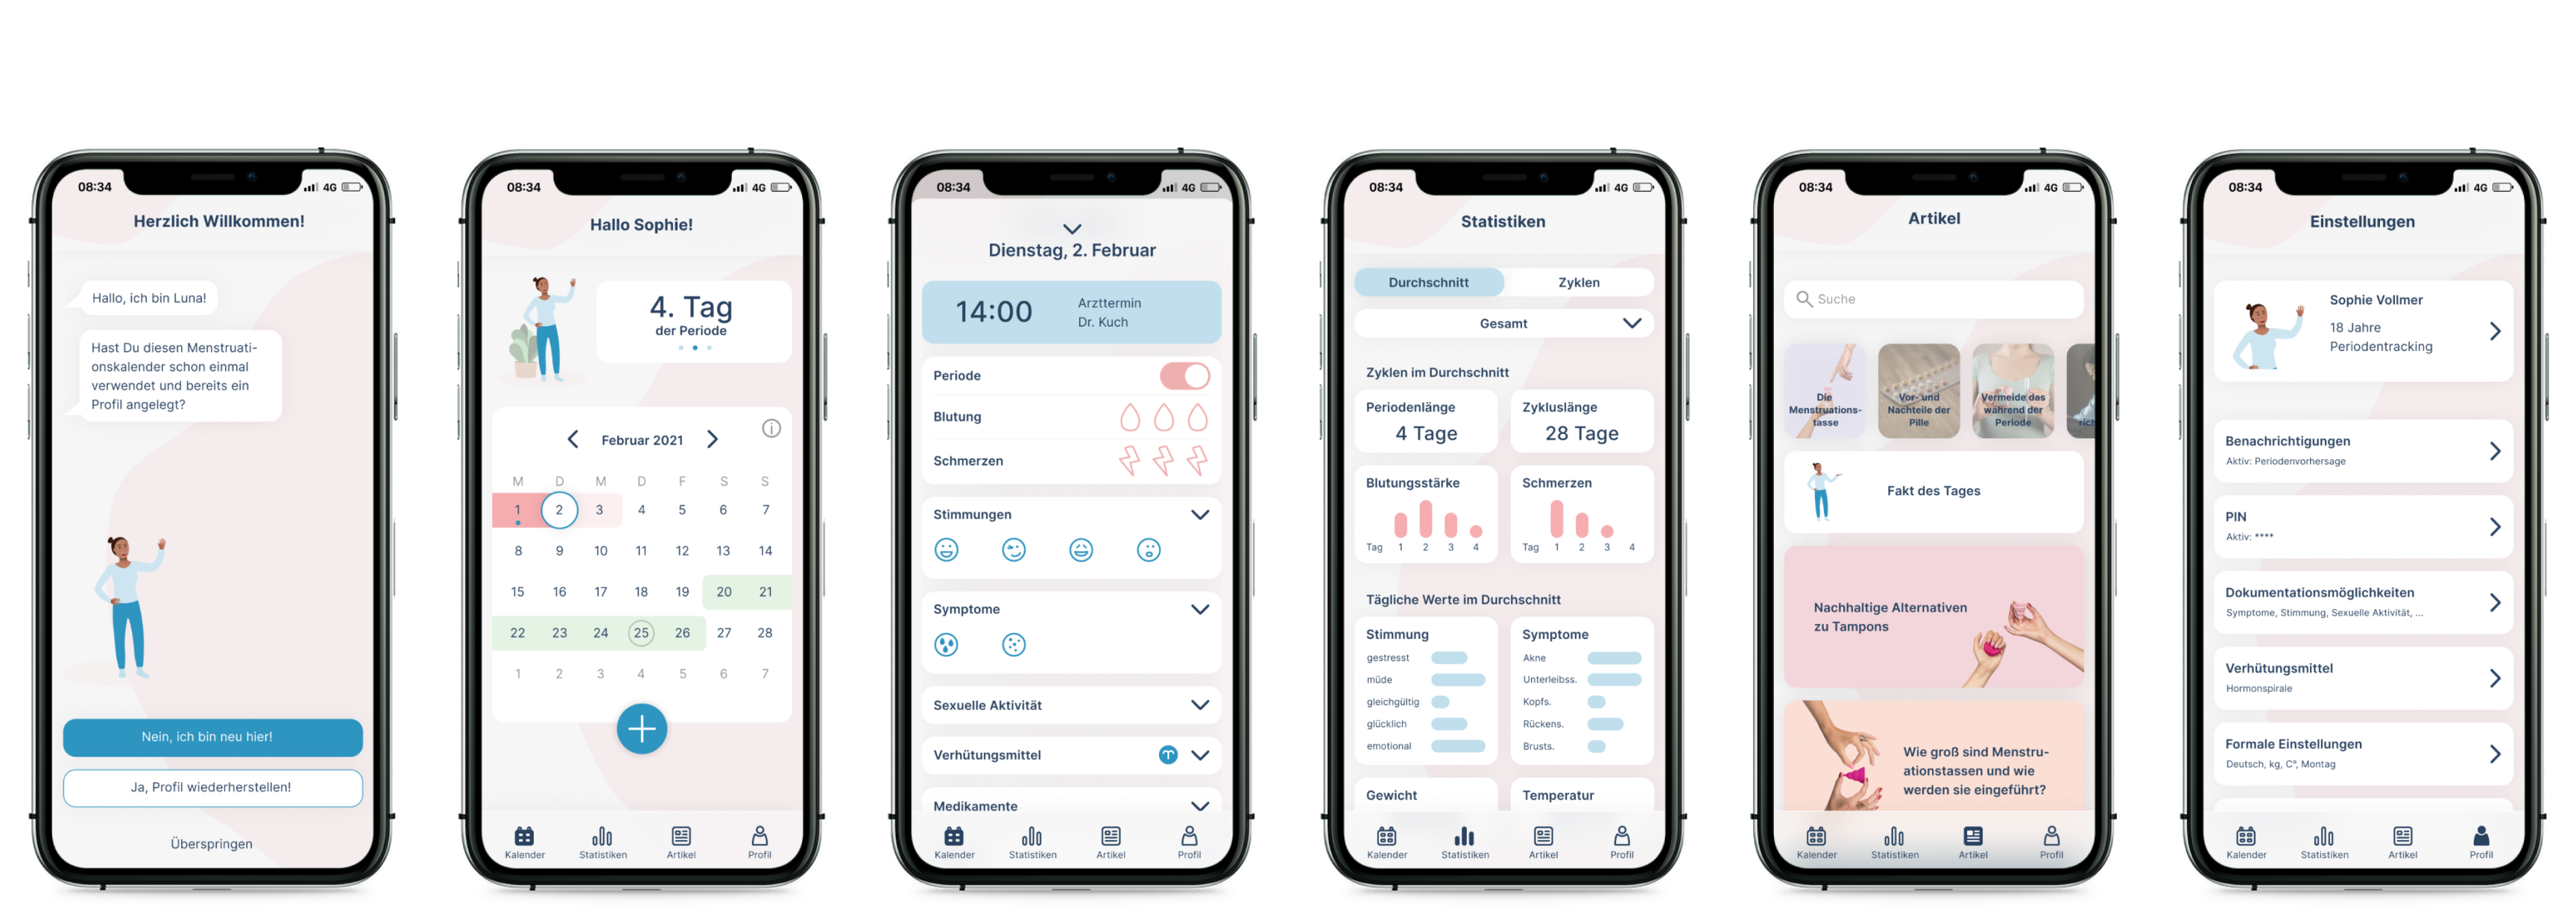 08:34
4G
Herzlich Willkommen!
Hallo, ich bin Luna!
Hast Du diesen Menstruati-
onskalender schon einmal
verwendet und bereits ein
Profil angelegt?
Nein, ich bin neu hier!
Ja, Profil wiederherstellen!
Überspringen
08:34
4G
Hallo Sophie!
4. Tag
der Periode
Februar 2021
M D M D F S S
1 2 3 4 5 6 7
8 9 10 11 12 13 14
15 16 17 18 19 20 21
22 23 24 25 26 27 28
1 2 3 4 5 6 7
Kalender Statistiken Artikel Profil
08:34
4G
Dienstag, 2. Februar
14:00
Arzttermin
Dr. Kuch
Periode
Blutung
Schmerzen
Stimmungen
Symptome
Sexuelle Aktivität
Verhütungsmittel
Medikamente
Kalender Statistiken Artikel Profil
08:34
4G
Statistiken
Durchschnitt Zyklen
Gesamt
Zyklen im Durchschnitt
Periodenlänge
4 Tage
Zykluslänge
28 Tage
Blutungsstärke
Tag 1 2 3 4
Schmerzen
Tag 1 2 3 4
Tägliche Werte im Durchschnitt
Stimmung
gestresst
müde
gleichgültig
glücklich
emotional
Symptome
Akne
Unterleibss.
Kopfs.
Rückens.
Brusts.
Gewicht
Temperatur
Kalender Statistiken Artikel Profil
08:34
4G
Artikel
Suche
Die
Menstruations-
tasse
Vor- und
Nachteile der
Pille
Vermeide das
während der
Periode
rich
Fakt des Tages
Nachhaltige Alternativen
zu Tampons
Wie groß sind Menstru-
ationstassen und wie
werden sie eingeführt?
Kalender Statistiken Artikel Profil
08:34
4G
Einstellungen
Sophie Vollmer
18 Jahre
Periodentracking
Benachrichtigungen
Aktiv: Periodenvorhersage
PIN
Aktiv: ****
Dokumentationsmöglichkeiten
Symptome, Stimmung, Sexuelle Aktivität, ...
Verhütungsmittel
Hormonspirale
Formale Einstellungen
Deutsch, kg, C°, Montag
Kalender Statistiken Artikel Profil